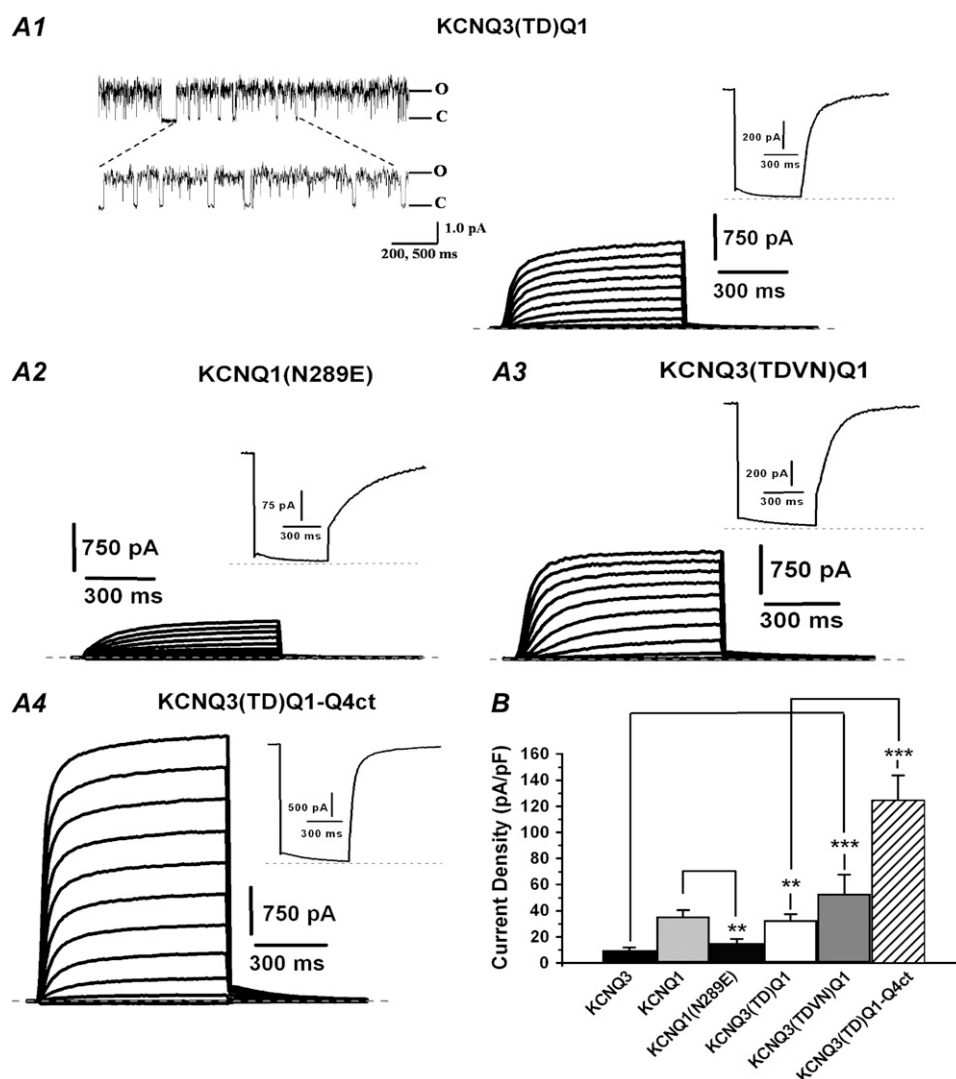 A1
KCNQ3(TD)Q1
O
C
O
C
1.0 pA
200, 500 ms
200 pA
300 ms
750 pA
300 ms
A2
KCNQ1(N289E)
75 pA
300 ms
750 pA
300 ms
A3
KCNQ3(TDVN)Q1
200 pA
300 ms
750 pA
300 ms
A4
KCNQ3(TD)Q1-Q4ct
500 pA
300 ms
750 pA
300 ms
B
Current Density (pA/pF)
160
140
120
100
80
60
40
20
0
**
**
***
***
KCNQ3
KCNQ1
KCNQ1(N289E)
KCNQ3(TD)Q1
KCNQ3(TDVN)Q1
KCNQ3(TD)Q1-Q4ct